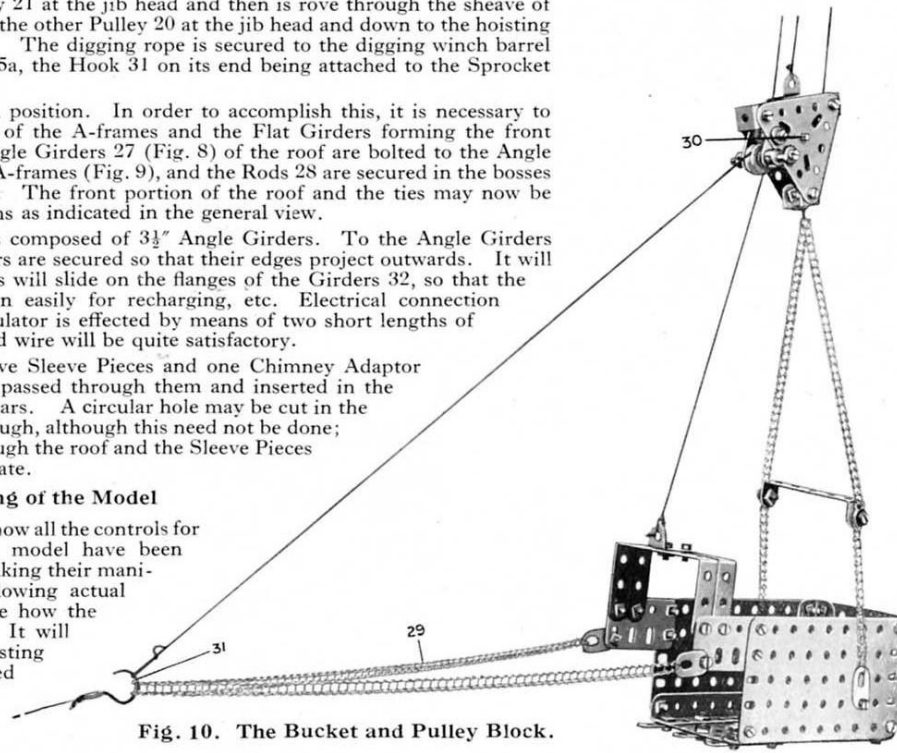 21 at the jib head and then is rove through the sheave of
the other Pulley 20 at the jib head and down to the hoisting
The digging rope is secured to the digging winch barrel
5a, the Hook 31 on its end being attached to the Sprocket
position. In order to accomplish this, it is necessary to
of the A-frames and the Flat Girders forming the front
gle Girders 27 (Fig. 8) of the roof are bolted to the Angle
A-frames (Fig. 9), and the Rods 28 are secured in the bosses
The front portion of the roof and the ties may now be
ns as indicated in the general view.
composed of 3½″ Angle Girders. To the Angle Girders
rs are secured so that their edges project outwards. It will
s will slide on the flanges of the Girders 32, so that the
n easily for recharging, etc. Electrical connection
ulator is effected by means of two short lengths of
d wire will be quite satisfactory.
ve Sleeve Pieces and one Chimney Adaptor
passed through them and inserted in the
ars. A circular hole may be cut in the
ugh, although this need not be done;
ugh the roof and the Sleeve Pieces
ate.
ng of the Model
how all the controls for
model have been
king their mani-
lowing actual
e how the
It will
sting
ed
30
29
31
Fig. 10. The Bucket and Pulley Block.